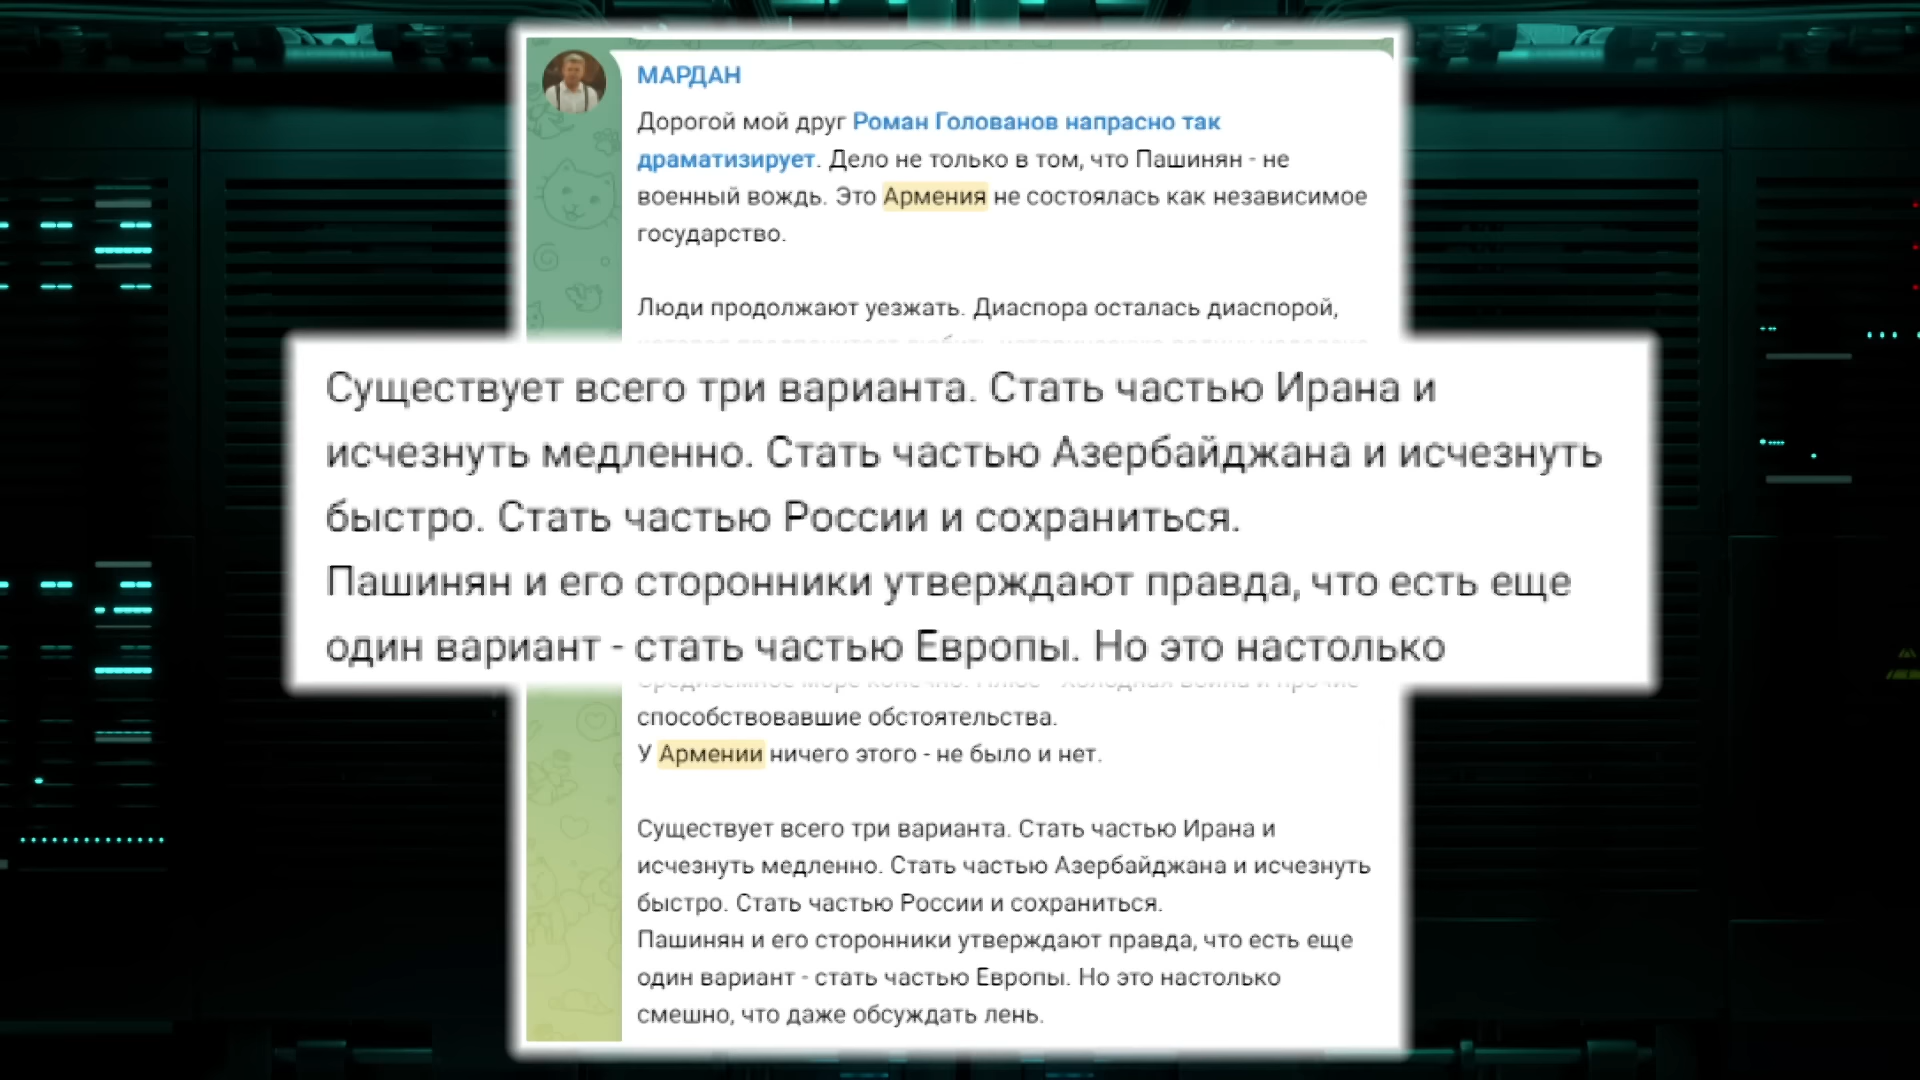 МАРДАН
Дорогой мой друг Роман Голованов напрасно так
драматизирует. Дело не только в том, что Пашинян - не
военный вождь. Это Армения не состоялась как независимое
государство.
Люди продолжают уезжать. Диаспора осталась диаспорой,
Существует всего три варианта. Стать частью Ирана и
исчезнуть медленно. Стать частью Азербайджана и исчезнуть
быстро. Стать частью России и сохраниться.
Пашинян и его сторонники утверждают правда, что есть еще
один вариант - стать частью Европы. Но это настолько
способствовавшие обстоятельства.
У Армении ничего этого - не было и нет.
Существует всего три варианта. Стать частью Ирана и
исчезнуть медленно. Стать частью Азербайджана и исчезнуть
быстро. Стать частью России и сохраниться.
Пашинян и его сторонники утверждают правда, что есть еще
один вариант - стать частью Европы. Но это настолько
смешно, что даже обсуждать лень.